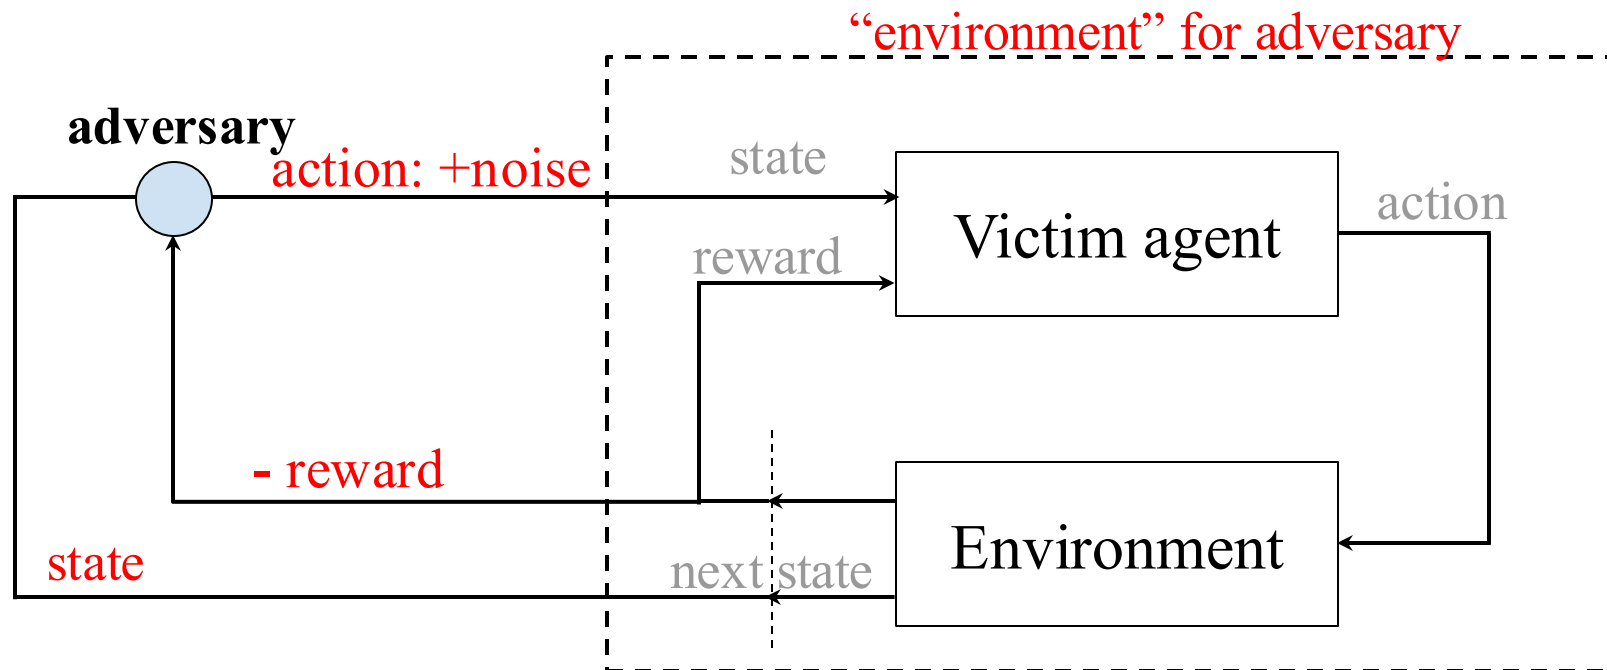 “environment” for adversary
adversary
action: +noise
state
action
Victim agent
reward
- reward
Environment
state
next state